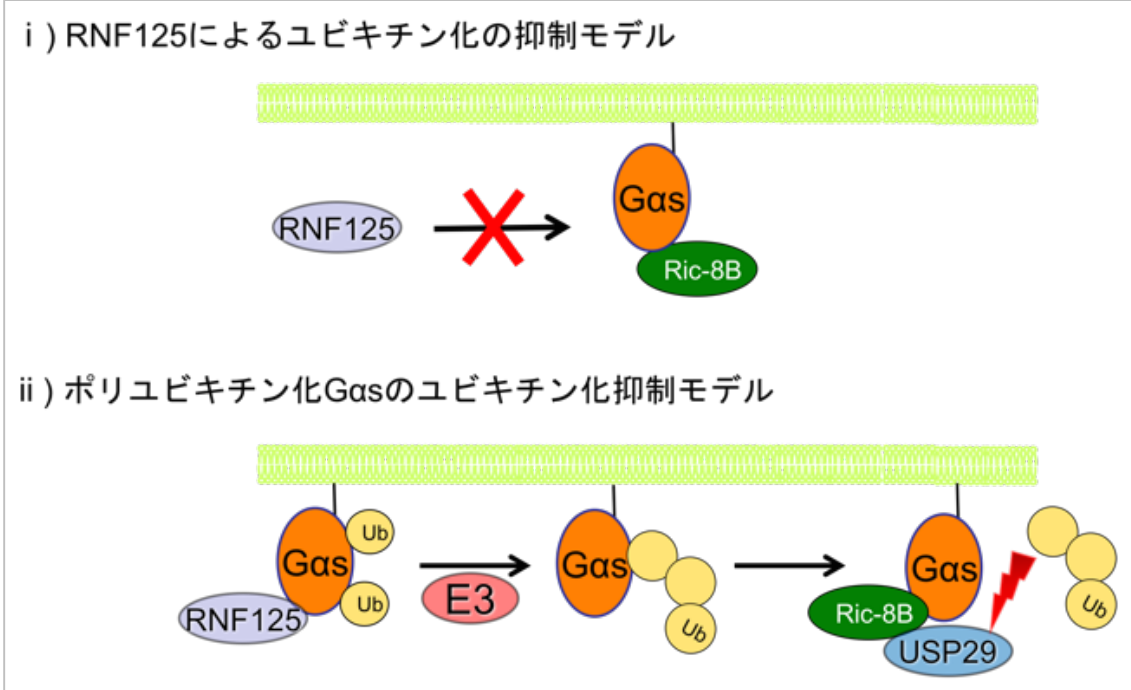 ⅰ) RNF125によるユビキチン化の抑制モデル
Gαs
RNF125
Ric-8B
ⅱ) ポリユビキチン化Gαsのユビキチン化抑制モデル
Ub
Gαs
Gαs
Gαs
E3
Ub
Ub
RNF125
Ric-8B
Ub
USP29